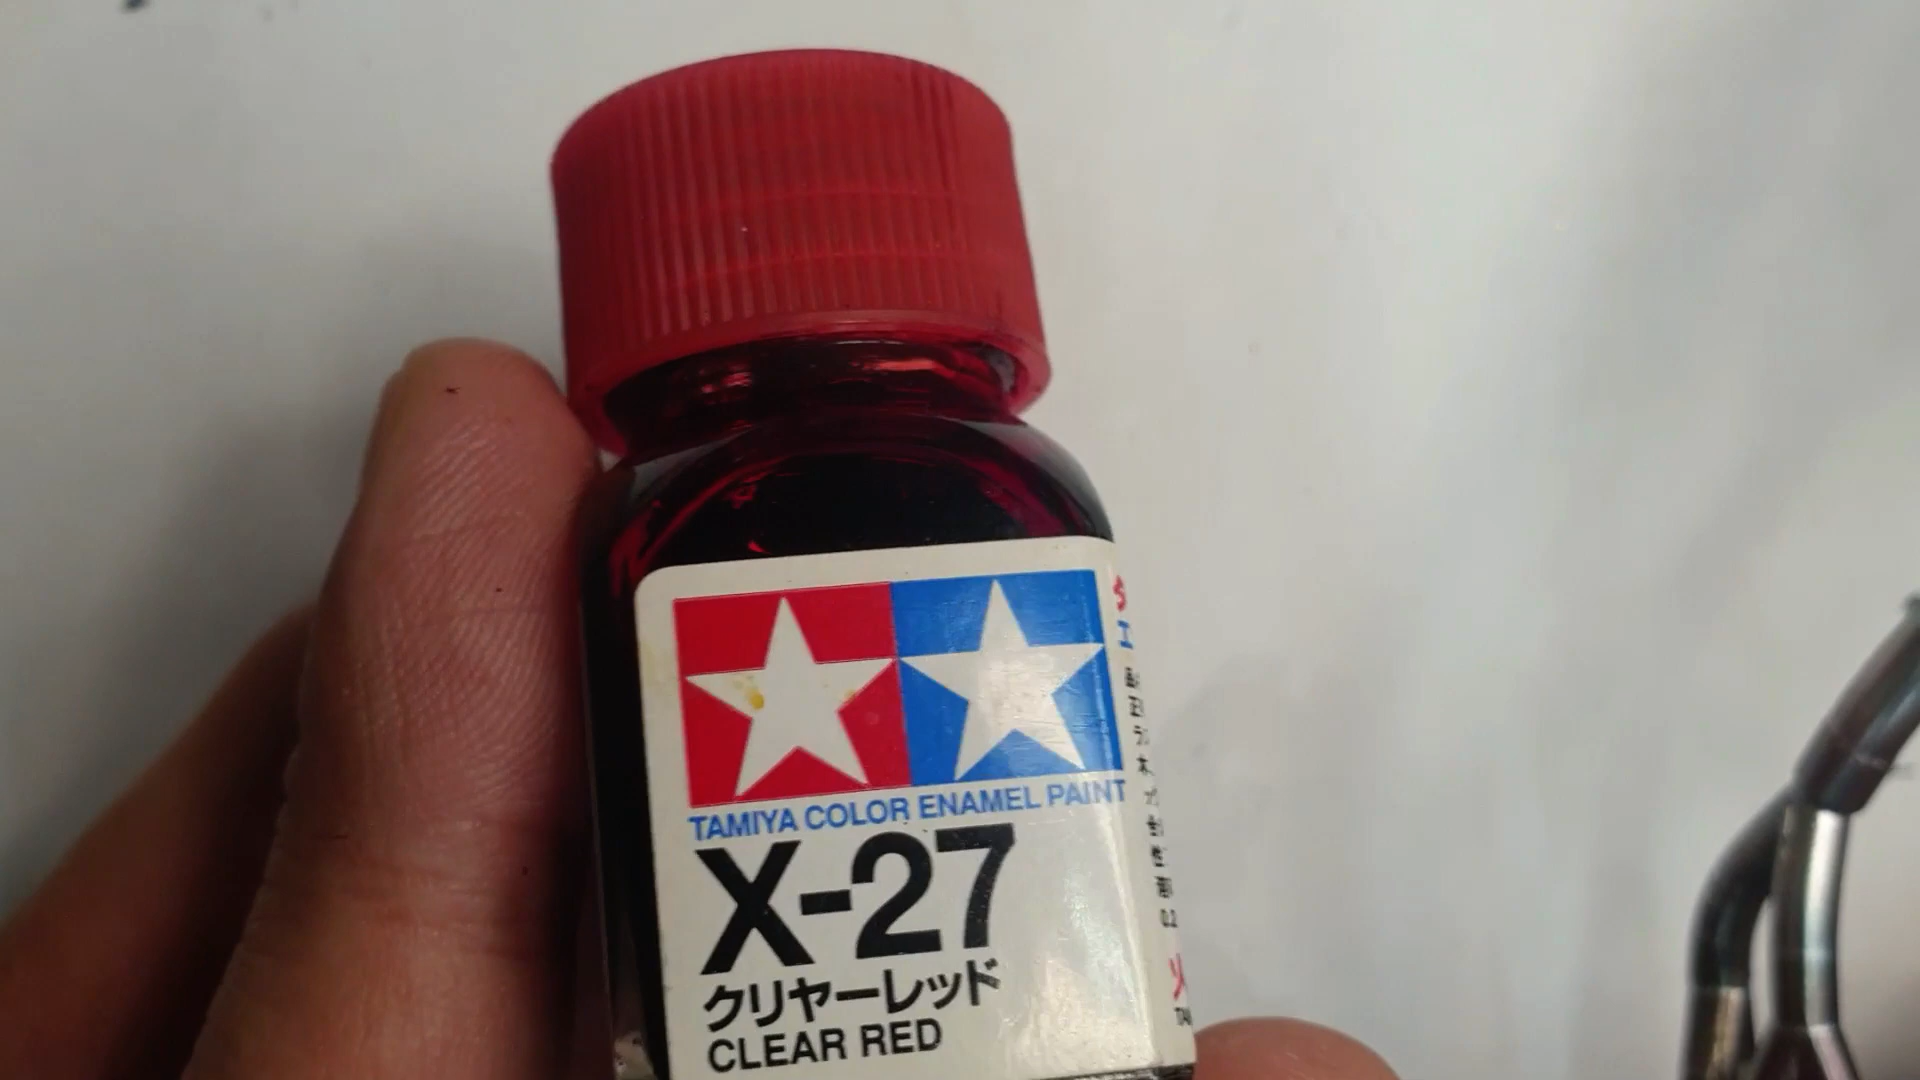 TAMIYA COLOR ENAMEL PAINT
X-27
クリヤーレッド
CLEAR RED